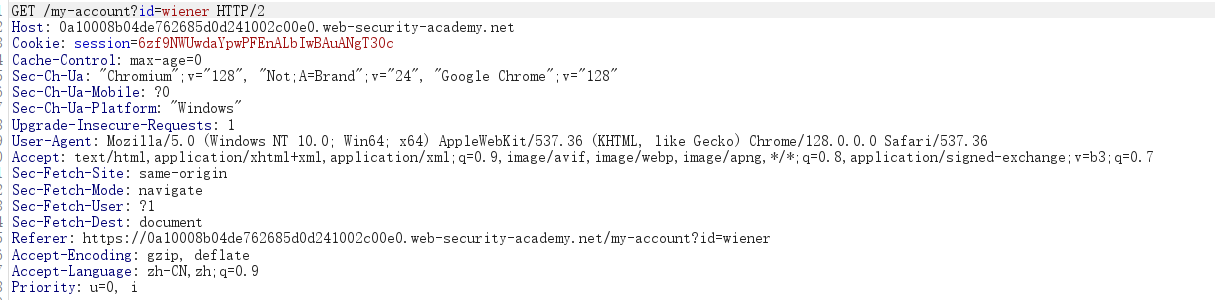 GET /my-account?id=wiener HTTP/2
Host: 0a10008b04de762685d0d241002c00e0.web-security-academy.net
Cookie: session=6zf9NWUwdaYpwPFEnALbIwBAuANgT30c
Cache-Control: max-age=0
Sec-Ch-Ua: "Chromium";v="128", "Not;A=Brand";v="24", "Google Chrome";v="128"
Sec-Ch-Ua-Mobile: ?0
Sec-Ch-Ua-Platform: "Windows"
Upgrade-Insecure-Requests: 1
User-Agent: Mozilla/5.0 (Windows NT 10.0; Win64; x64) AppleWebKit/537.36 (KHTML, like Gecko) Chrome/128.0.0.0 Safari/537.36
Accept: text/html,application/xhtml+xml,application/xml;q=0.9,image/avif,image/webp,image/apng,*/*;q=0.8,application/signed-exchange;v=b3;q=0.7
Sec-Fetch-Site: same-origin
Sec-Fetch-Mode: navigate
Sec-Fetch-User: ?1
Sec-Fetch-Dest: document
Referer: https://0a10008b04de762685d0d241002c00e0.web-security-academy.net/my-account?id=wiener
Accept-Encoding: gzip, deflate
Accept-Language: zh-CN,zh;q=0.9
Priority: u=0, i